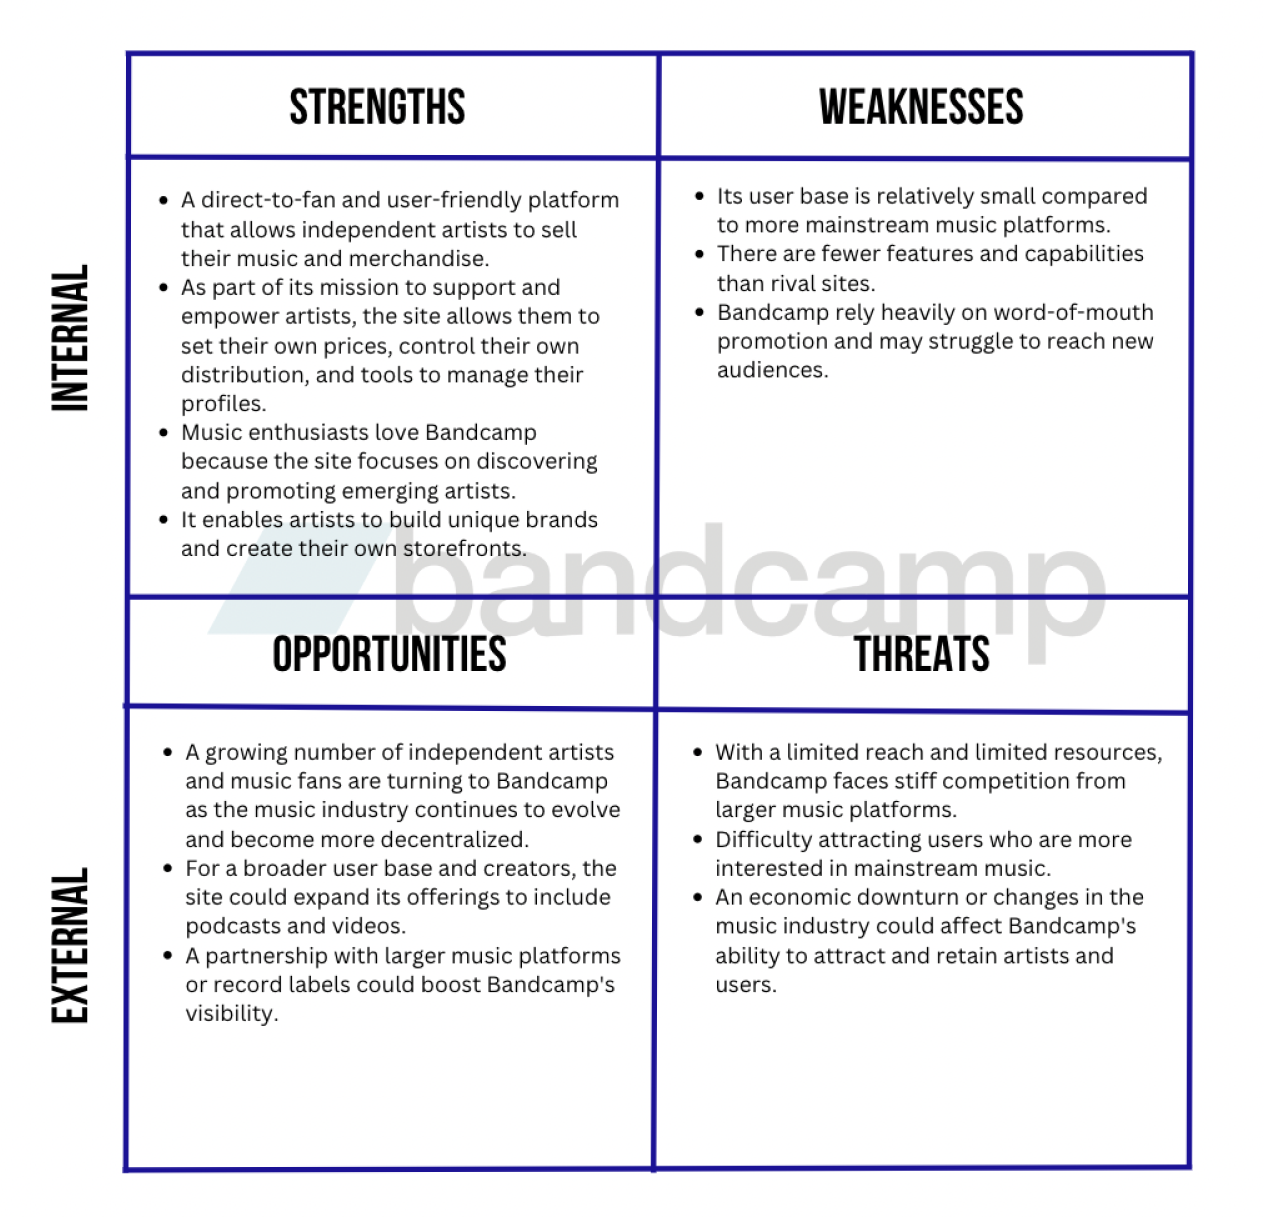 STRENGTHS
WEAKNESSES
INTERNAL
• A direct-to-fan and user-friendly platform
that allows independent artists to sell
their music and merchandise.
• As part of its mission to support and
empower artists, the site allows them to
set their own prices, control their own
distribution, and tools to manage their
profiles.
• Music enthusiasts love Bandcamp
because the site focuses on discovering
and promoting emerging artists.
• It enables artists to build unique brands
and create their own storefronts.
• Its user base is relatively small compared
to more mainstream music platforms.
• There are fewer features and capabilities
than rival sites.
• Bandcamp rely heavily on word-of-mouth
promotion and may struggle to reach new
audiences.
bandcamp
OPPORTUNITIES
THREATS
EXTERNAL
• A growing number of independent artists
and music fans are turning to Bandcamp
as the music industry continues to evolve
and become more decentralized.
• For a broader user base and creators, the
site could expand its offerings to include
podcasts and videos.
• A partnership with larger music platforms
or record labels could boost Bandcamp's
visibility.
• With a limited reach and limited resources,
Bandcamp faces stiff competition from
larger music platforms.
• Difficulty attracting users who are more
interested in mainstream music.
• An economic downturn or changes in the
music industry could affect Bandcamp's
ability to attract and retain artists and
users.